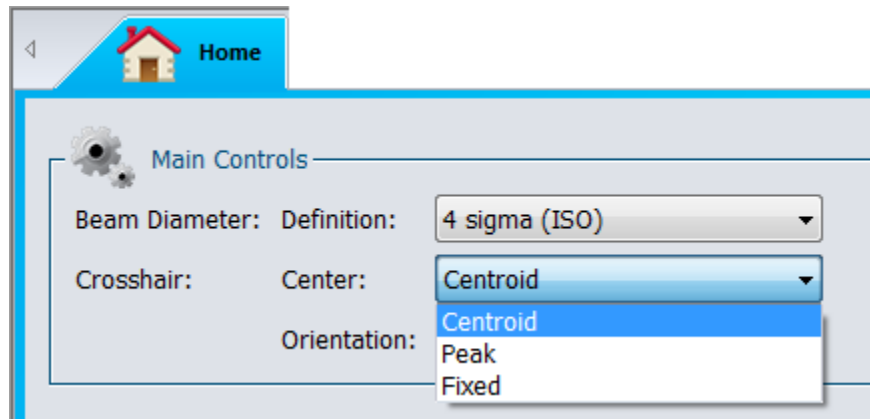 Home
Main Controls
Beam Diameter: Definition: 4 sigma (ISO)
Crosshair: Center: Centroid
Centroid
Orientation:
Peak
Fixed